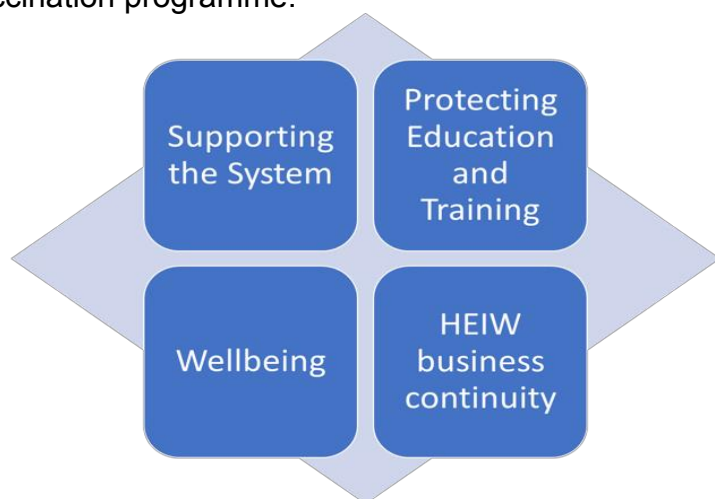 ccination programme.
Supporting
the System
Protecting
Education
and
Training
Wellbeing
HEIW
business
continuity